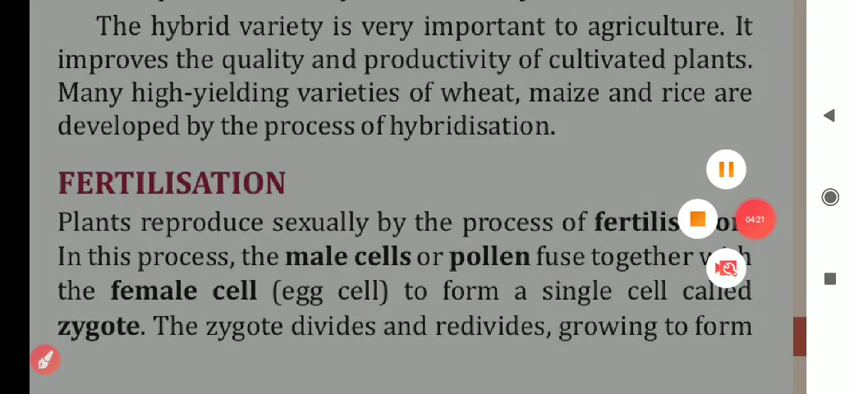 The hybrid variety is very important to agriculture. It
improves the quality and productivity of cultivated plants.
Many high-yielding varieties of wheat, maize and rice are
developed by the process of hybridisation.
FERTILISATION
Plants reproduce sexually by the process of
In this process, the male cells or pollen fuse together
the female cell (egg cell) to form a single cell called
zygote. The zygote divides and redivides, growing to form
04:21